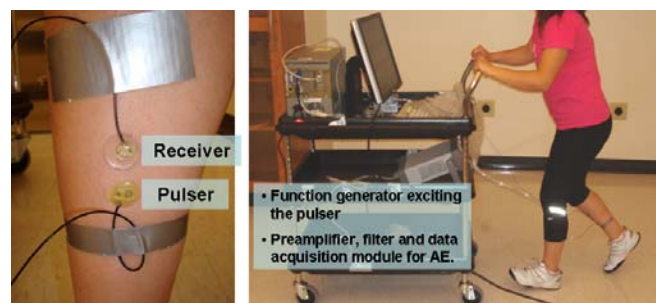 Receiver
Pulser
• Function generator exciting
the pulser
• Preamplifier, filter and data
acquisition module for AE.